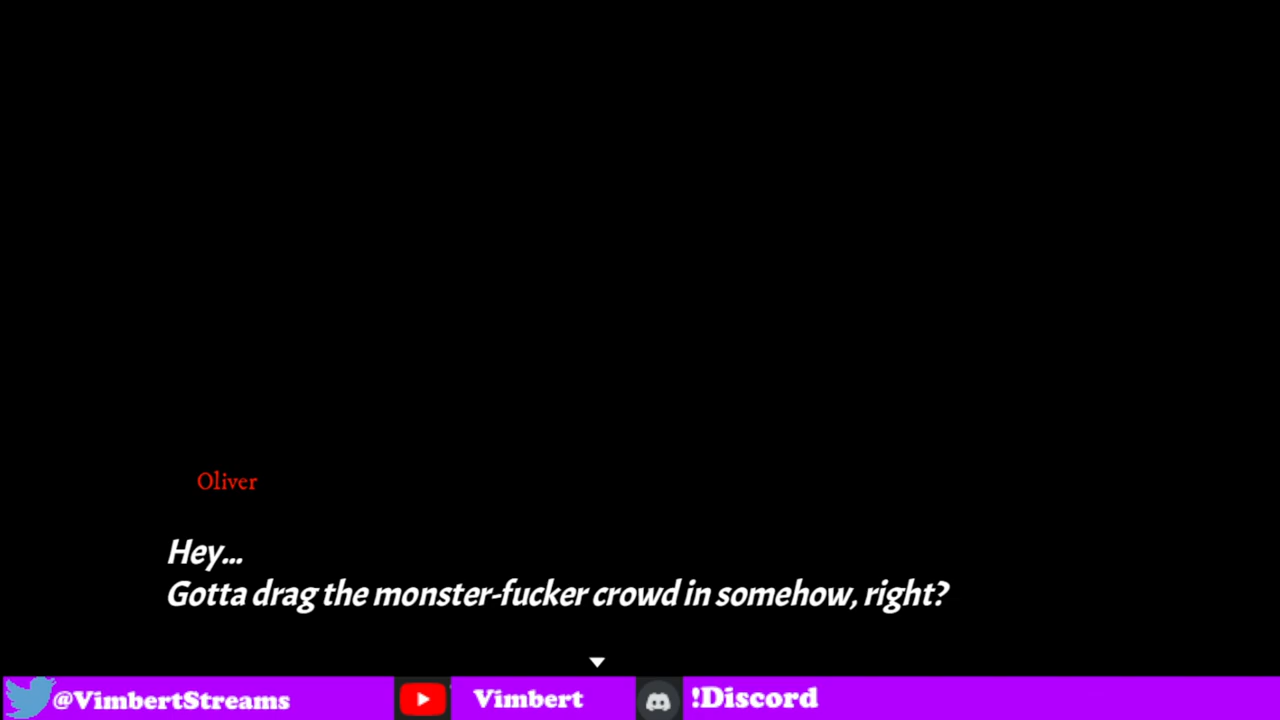 Oliver
Hey...
Gotta drag the monster-fucker crowd in somehow, right?
@VimbertStreams Vimbert !Discord